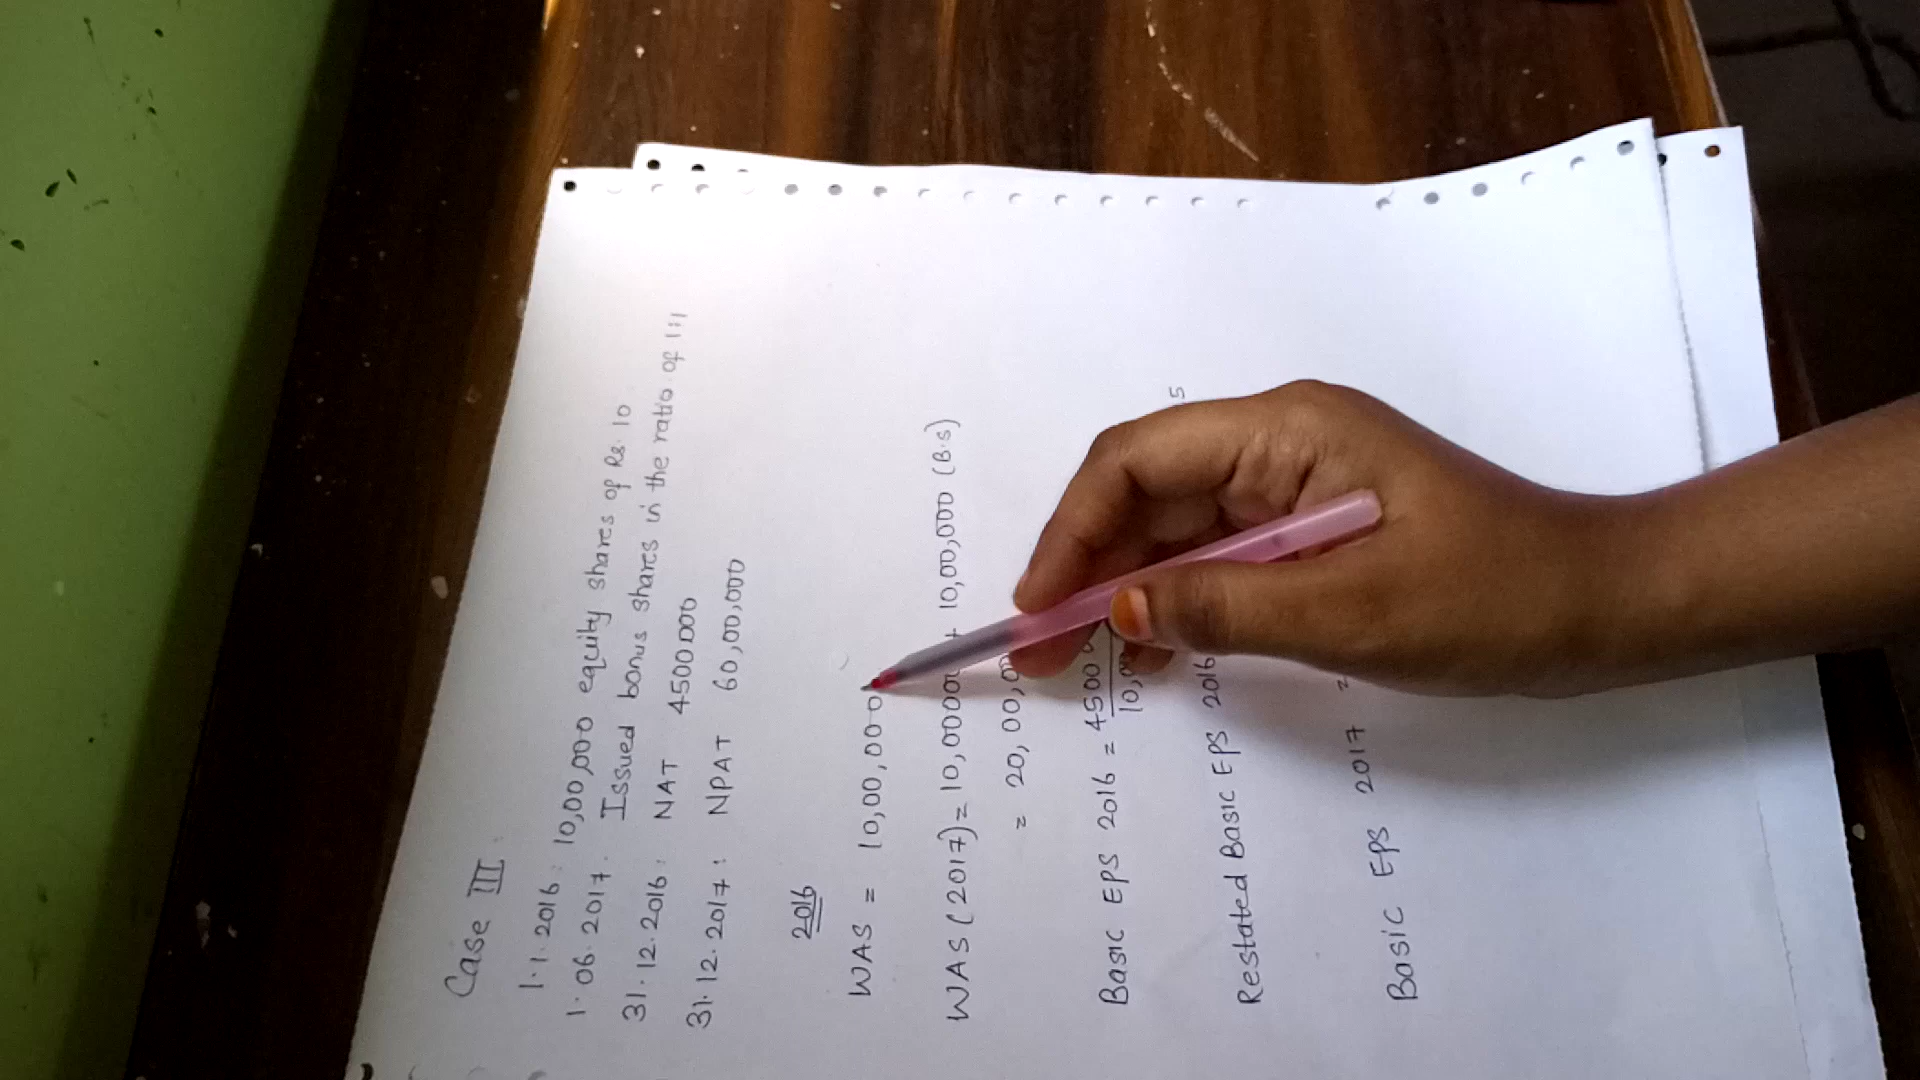 Case III
1.1.2016: 10,00,000 equity shares of Rs. 10
1.06.2017. Issued bonus shares in the ratio of 1:1
31.12.2016: NAT 4500000
31.12.2017: NPAT 60,00,000
2016
WAS = 10,00,000
WAS (2017) = 10,00000 + 10,00,000 (B.S)
= 20,00,
Basic EPS 2016 = 4500
10,
Restated Basic EPS 2016 5
Basic EPS 2017 =